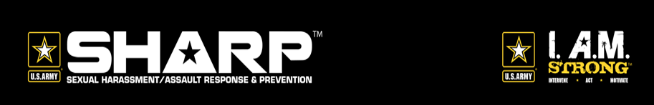 SHARP™
U.S.ARMY
SEXUAL HARASSMENT/ASSAULT RESPONSE & PREVENTION
I. A.M.
STRONG™
U.S.ARMY
INTERVENE • ACT • MOTIVATE